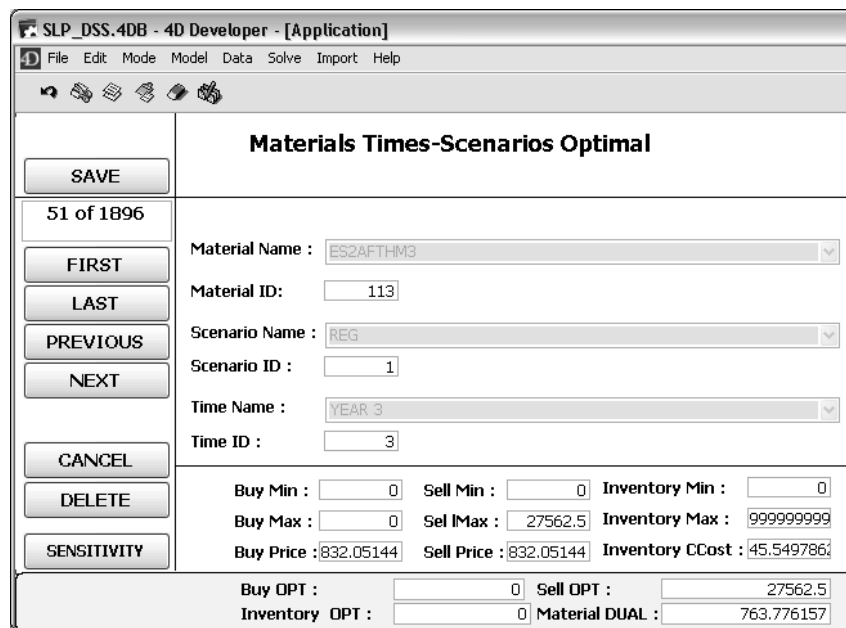 SLP_DSS.4DB - 4D Developer - [Application]
4D File Edit Mode Model Data Solve Import Help
Materials Times-Scenarios Optimal
SAVE
51 of 1896
FIRST
LAST
PREVIOUS
NEXT
CANCEL
DELETE
SENSITIVITY
Material Name : ES2AFTHM3
Material ID: 113
Scenario Name : REG
Scenario ID : 1
Time Name : YEAR 3
Time ID : 3
Buy Min : 0 Sell Min : 0 Inventory Min : 0
Buy Max : 0 Sel lMax : 27562.5 Inventory Max : 999999999
Buy Price : 832.05144 Sell Price : 832.05144 Inventory CCost : 45.5497862
Buy OPT : 0 Sell OPT : 27562.5
Inventory OPT : 0 Material DUAL : 763.776157